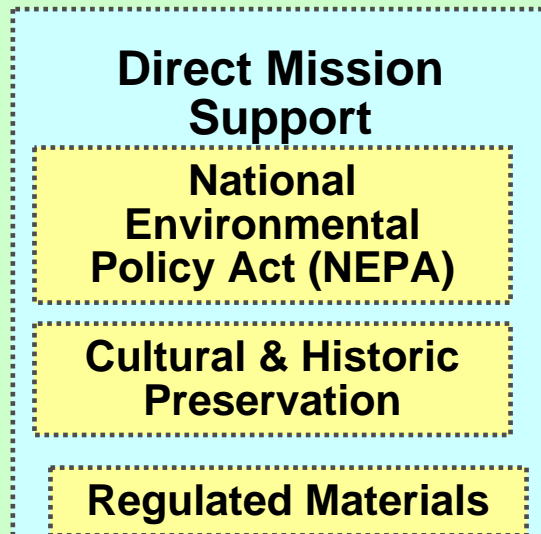 Direct Mission
Support
National
Environmental
Policy Act (NEPA)
Cultural & Historic
Preservation
Regulated Materials